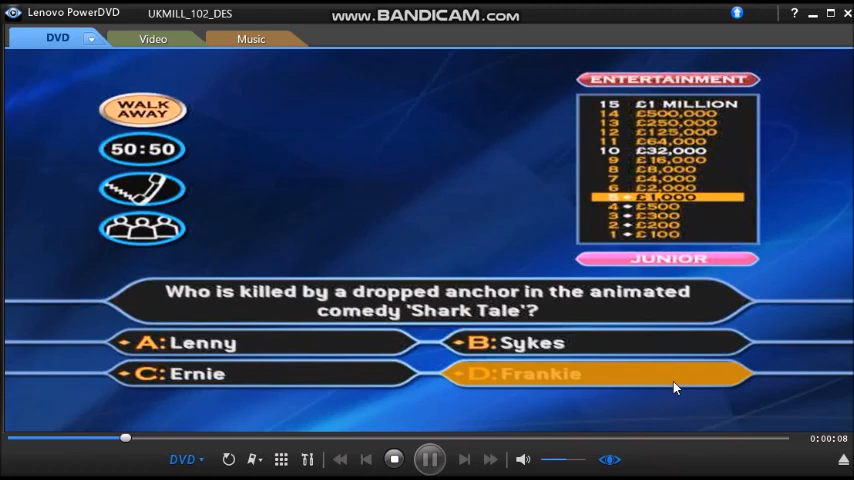 Lenovo PowerDVD
UKMILL_102_DES
www.BANDICAM.com
?
DVD
Video
Music
WALK AWAY
50:50
ENTERTAINMENT
15 £1 MILLION
14 £500,000
13 £250,000
12 £125,000
11 £64,000
10 £32,000
9 £16,000
8 £8,000
7 £4,000
6 £2,000
5 £1,000
4 £500
3 £300
2 £200
1 £100
JUNIOR
Who is killed by a dropped anchor in the animated
comedy 'Shark Tale'?
A: Lenny
B: Sykes
C: Ernie
D: Frankie
0:00:08
DVD